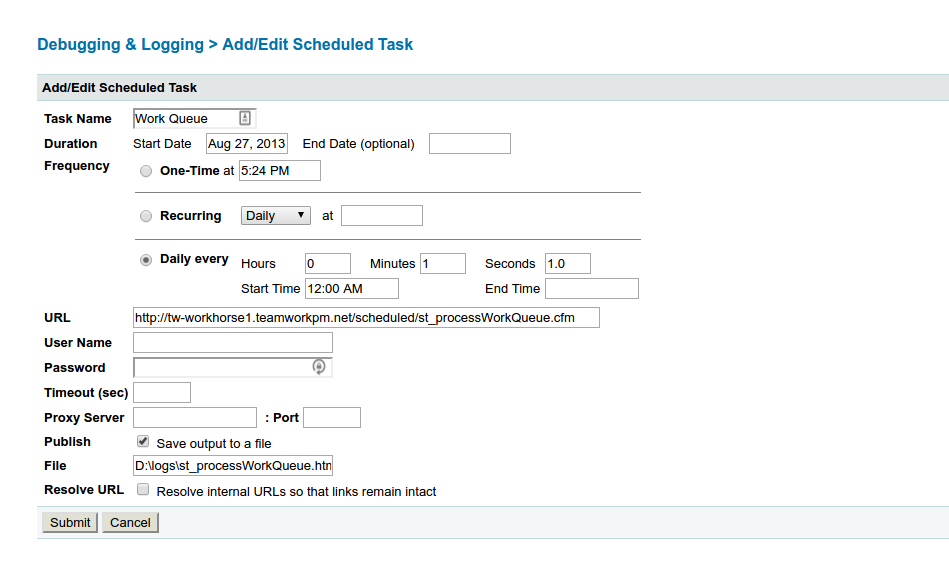 Debugging & Logging > Add/Edit Scheduled Task
Add/Edit Scheduled Task
Task Name Work Queue
Duration Start Date Aug 27, 2013 End Date (optional)
Frequency
One-Time at 5:24 PM
Recurring Daily at
Daily every Hours 0 Minutes 1 Seconds 1.0
Start Time 12:00 AM End Time
URL http://tw-workhorse1.teamworkpm.net/scheduled/st_processWorkQueue.cfm
User Name
Password
Timeout (sec)
Proxy Server : Port
Publish Save output to a file
File D:\logs\st_processWorkQueue.htm
Resolve URL Resolve internal URLs so that links remain intact
Submit Cancel